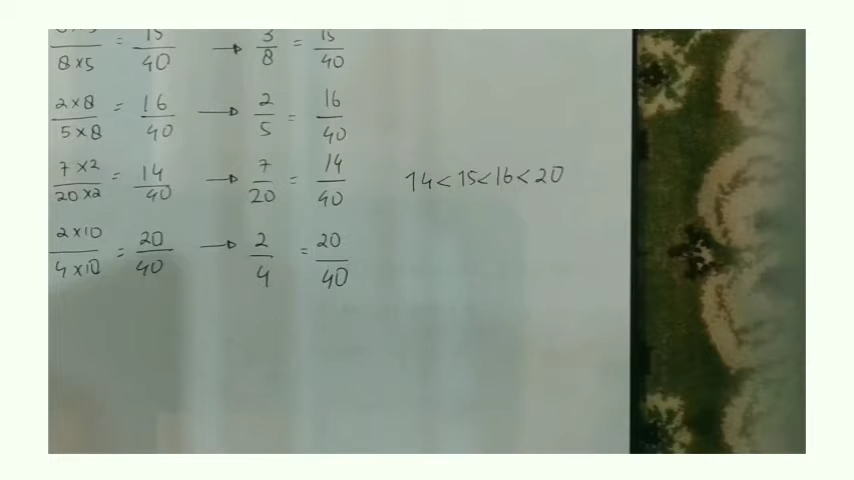 8×5 = 15/40 → 3/8 = 15/40
2×8/5×8 = 16/40 → 2/5 = 16/40
7×2/20×2 = 14/40 → 7/20 = 14/40
14<15<16<20
2×10/4×10 = 20/40 → 2/4 = 20/40